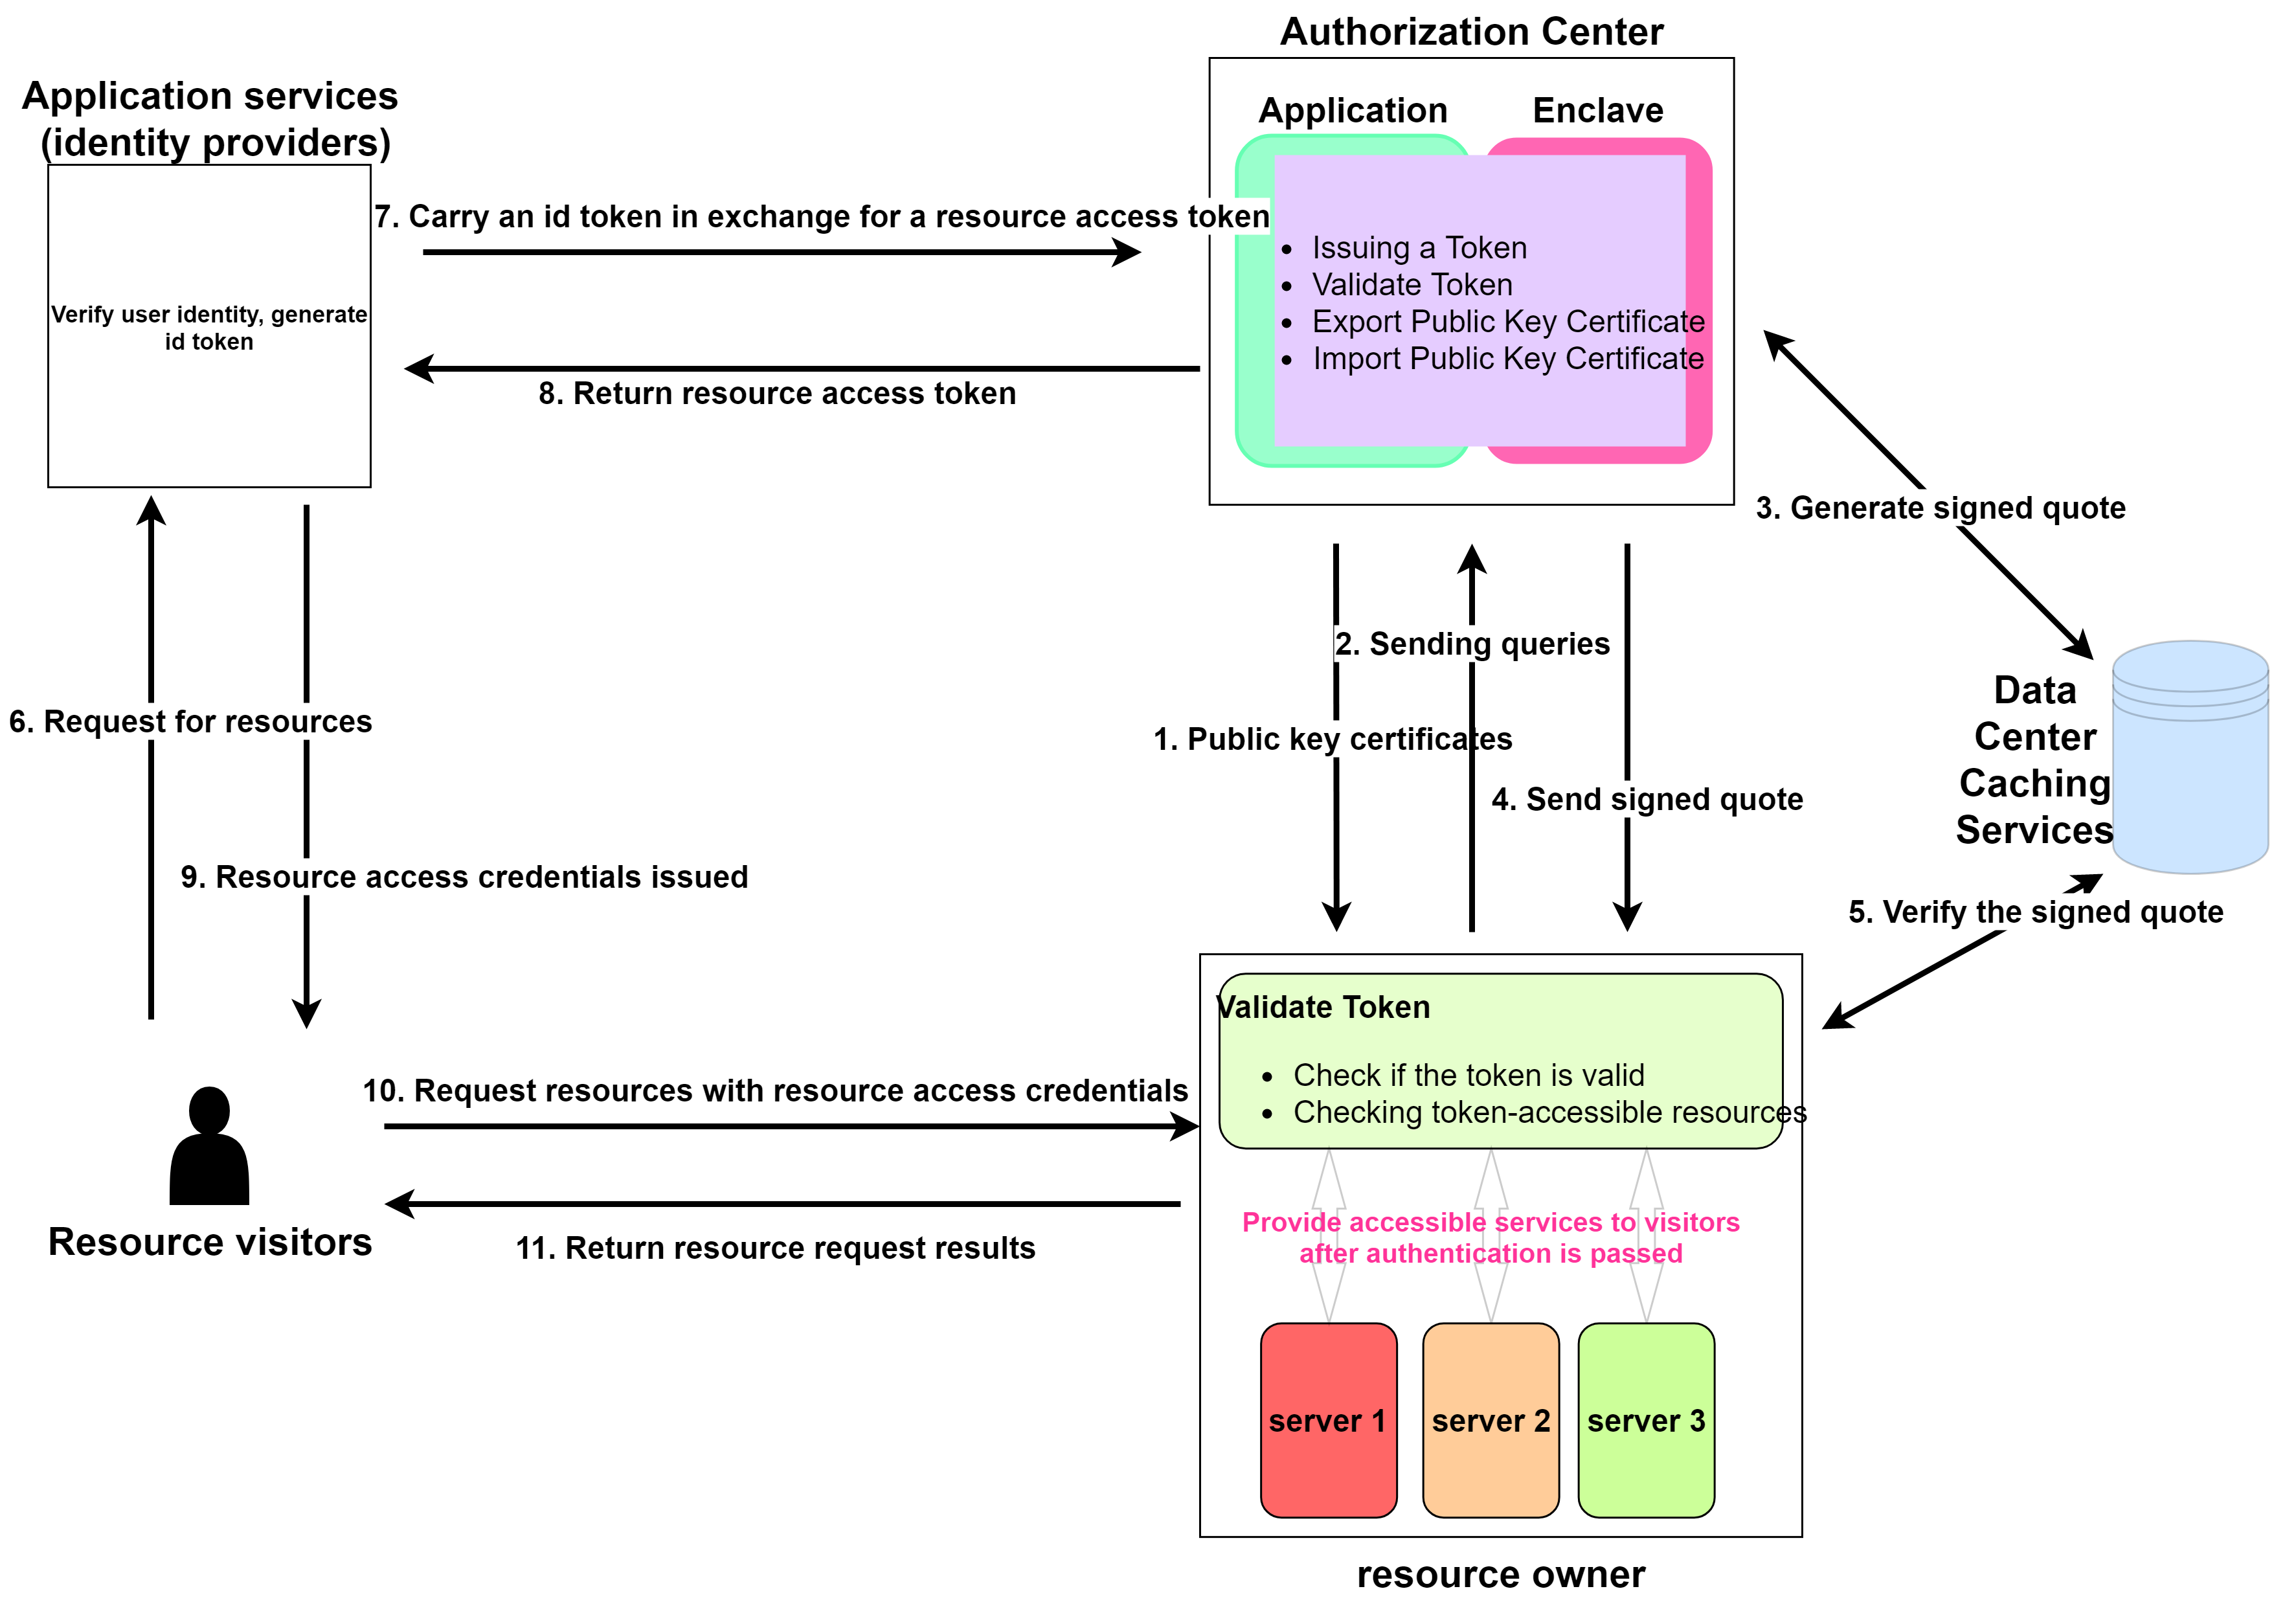 Authorization Center
Application services
(identity providers)
Application
Enclave
7. Carry an id token in exchange for a resource access token
Issuing a Token
Validate Token
Export Public Key Certificate
Import Public Key Certificate
Verify user identity, generate
id token
8. Return resource access token
3. Generate signed quote
2. Sending queries
6. Request for resources
1. Public key certificates
4. Send signed quote
Data
Center
Caching
Services
9. Resource access credentials issued
5. Verify the signed quote
Validate Token
Check if the token is valid
Checking token-accessible resources
10. Request resources with resource access credentials
Resource visitors
11. Return resource request results
Provide accessible services to visitors
after authentication is passed
server 1
server 2
server 3
resource owner